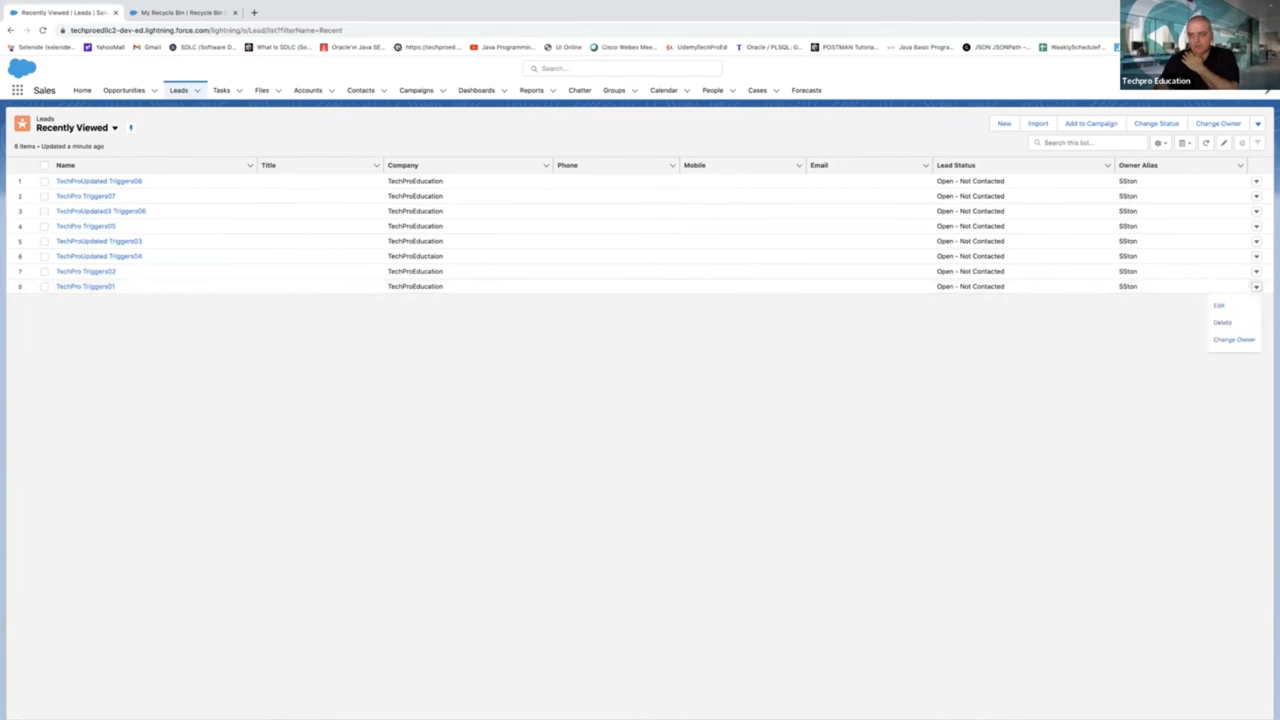 Recently Viewed | Leads | Sal
My Recycle Bin | Recycle Bin
techproedllc2-dev-ed.lightning.force.com/lightning/o/Lead/list?filterName=Recent
Selenide (selenide... YahooMail Gmail SDLC (Software D... What is SDLC (Soft... Oracle\n Java SE... https://techproed... Java Programmin... UI Online Cisco Webex Mee... UdemyTechProEd Oracle / PLSQL; G... POSTMAN Tutoria... Java Basic Progra... JSON JSONPath -... WeeklyScheduleF...
Techpro Education
Search...
Sales Home Opportunities Leads Tasks Files Accounts Contacts Campaigns Dashboards Reports Chatter Groups Calendar People Cases Forecasts
Leads
Recently Viewed
New Import Add to Campaign Change Status Change Owner
8 items • Updated a minute ago
Search this list...
Name Title Company Phone Mobile Email Lead Status Owner Alias
1 TechProUpdated Triggers08 TechProEducation Open - Not Contacted SSton
2 TechPro Triggers07 TechProEducation Open - Not Contacted SSton
3 TechProUpdated3 Triggers06 TechProEducation Open - Not Contacted SSton
4 TechPro Triggers05 TechProEducation Open - Not Contacted SSton
5 TechProUpdated Triggers03 TechProEducation Open - Not Contacted SSton
6 TechProUpdated Triggers04 TechProEductaion Open - Not Contacted SSton
7 TechPro Triggers02 TechProEducation Open - Not Contacted SSton
8 TechPro Triggers01 TechProEducation Open - Not Contacted SSton
Edit
Delete
Change Owner